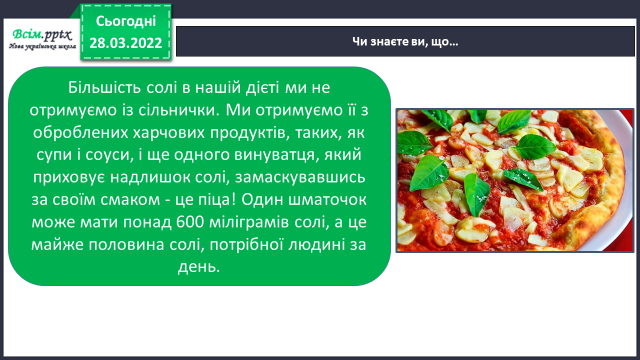 Всім.pptx
Нова українська школа
Сьогодні
28.03.2022
Чи знаєте ви, що...
Більшість солі в нашій дієті ми не
отримуємо із сільнички. Ми отримуємо її з
оброблених харчових продуктів, таких, як
супи і соуси, і ще одного винуватця, який
приховує надлишок солі, замаскувавшись
за своїм смаком - це піца! Один шматочок
може мати понад 600 міліграмів солі, а це
майже половина солі, потрібної людині за
день.